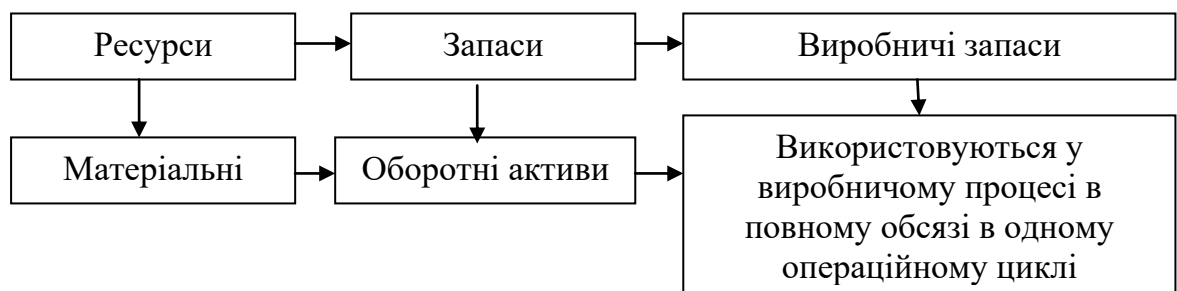 Ресурси
Запаси
Виробничі запаси
Матеріальні
Оборотні активи
Використовуються у
виробничому процесі в
повному обсязі в одному
операційному циклі